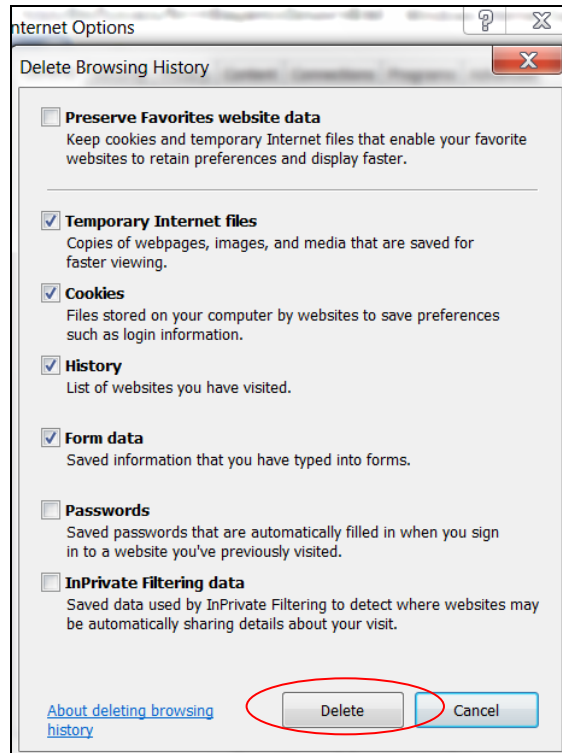 nternet Options
Delete Browsing History
Preserve Favorites website data
Keep cookies and temporary Internet files that enable your favorite
websites to retain preferences and display faster.
Temporary Internet files
Copies of webpages, images, and media that are saved for
faster viewing.
Cookies
Files stored on your computer by websites to save preferences
such as login information.
History
List of websites you have visited.
Form data
Saved information that you have typed into forms.
Passwords
Saved passwords that are automatically filled in when you sign
in to a website you've previously visited.
InPrivate Filtering data
Saved data used by InPrivate Filtering to detect where websites may
be automatically sharing details about your visit.
About deleting browsing
history
Delete
Cancel